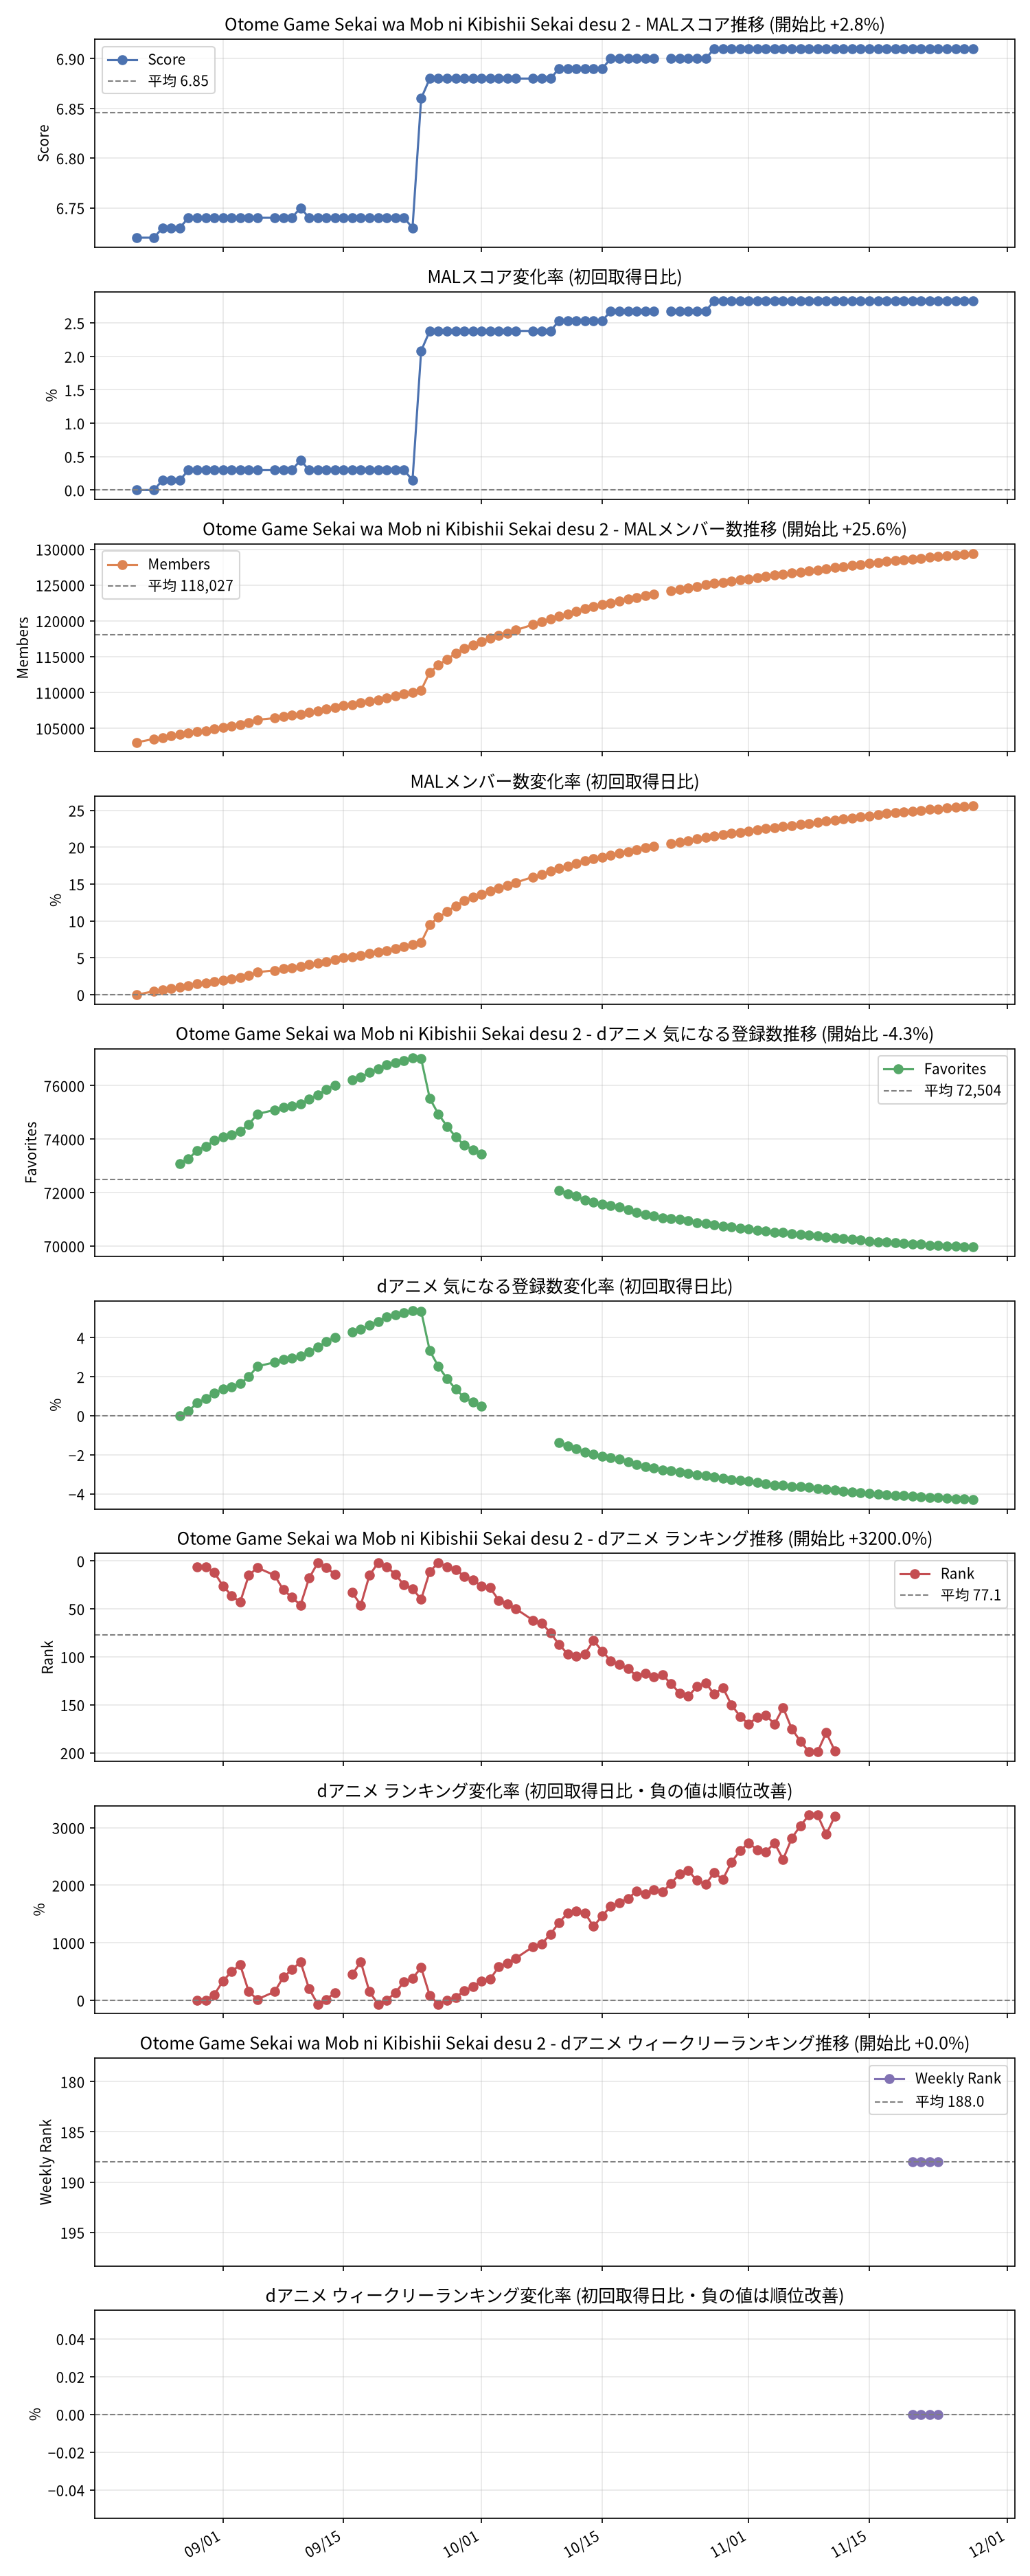 Otome Game Sekai wa Mob ni Kibishii Sekai desu 2 - MALスコア推移 (開始比 +2.8%)
Score
平均 6.85
6.90
6.85
6.80
6.75
Score
MALスコア変化率 (初回取得日比)
2.5
2.0
1.5
1.0
0.5
0.0
%
Otome Game Sekai wa Mob ni Kibishii Sekai desu 2 - MALメンバー数推移 (開始比 +25.6%)
Members
平均 118,027
130000
125000
120000
115000
110000
105000
Members
MALメンバー数変化率 (初回取得日比)
25
20
15
10
5
0
%
Otome Game Sekai wa Mob ni Kibishii Sekai desu 2 - dアニメ 気になる登録数推移 (開始比 -4.3%)
Favorites
平均 72,504
76000
74000
72000
70000
Favorites
dアニメ 気になる登録数変化率 (初回取得日比)
4
2
0
−2
−4
%
Otome Game Sekai wa Mob ni Kibishii Sekai desu 2 - dアニメ ランキング推移 (開始比 +3200.0%)
Rank
平均 77.1
0
50
100
150
200
Rank
dアニメ ランキング変化率 (初回取得日比・負の値は順位改善)
3000
2000
1000
0
%
Otome Game Sekai wa Mob ni Kibishii Sekai desu 2 - dアニメ ウィークリーランキング推移 (開始比 +0.0%)
Weekly Rank
平均 188.0
180
185
190
195
Weekly Rank
dアニメ ウィークリーランキング変化率 (初回取得日比・負の値は順位改善)
0.04
0.02
0.00
−0.02
−0.04
%
09/01
09/15
10/01
10/15
11/01
11/15
12/01